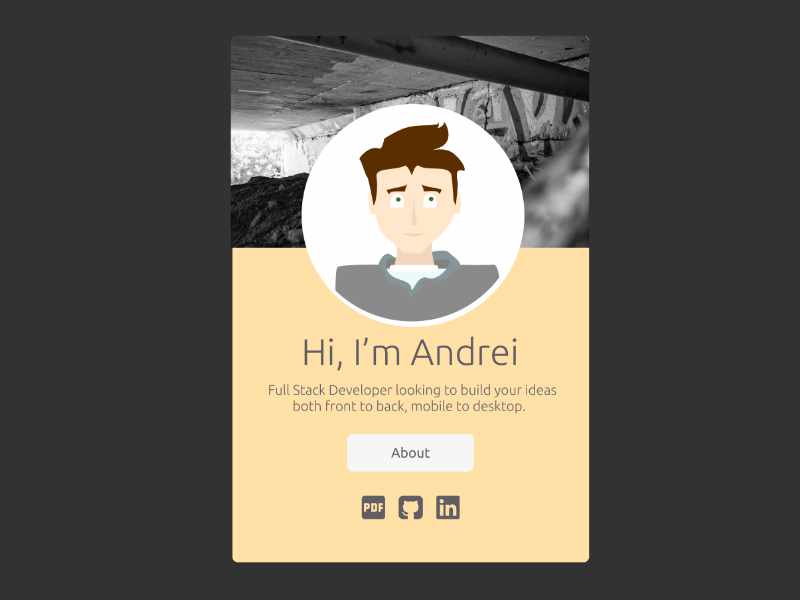 Hi, I'm Andrei
Full Stack Developer looking to build your ideas
both front to back, mobile to desktop.
About
PDF
in